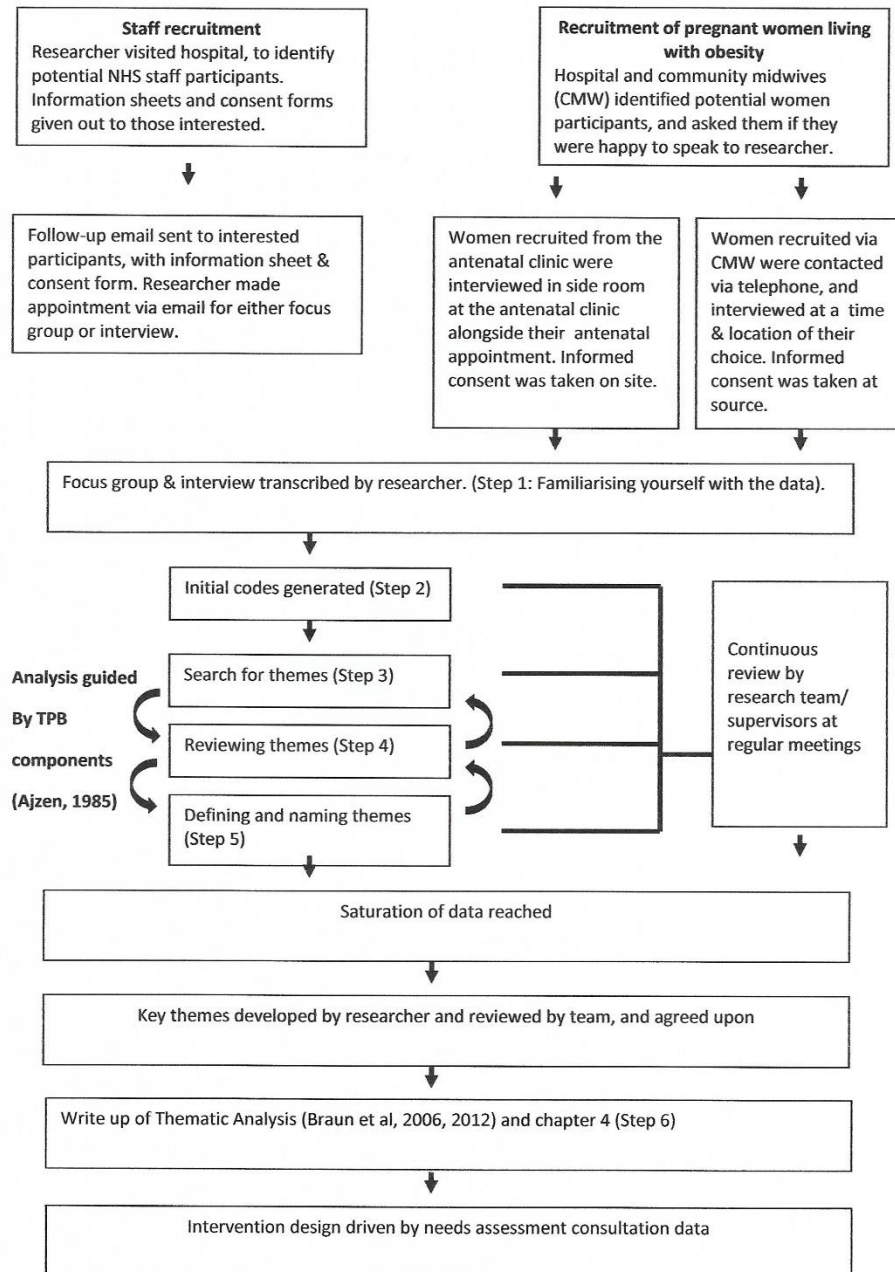 Staff recruitment
Researcher visited hospital, to identify
potential NHS staff participants.
Information sheets and consent forms
given out to those interested.
Recruitment of pregnant women living
with obesity
Hospital and community midwives
(CMW) identified potential women
participants, and asked them if they
were happy to speak to researcher.
Follow-up email sent to interested
participants, with information sheet &
consent form. Researcher made
appointment via email for either focus
group or interview.
Women recruited from the
antenatal clinic were
interviewed in side room
at the antenatal clinic
alongside their antenatal
appointment. Informed
consent was taken on site.
Women recruited via
CMW were contacted
via telephone, and
interviewed at a time
& location of their
choice. Informed
consent was taken at
source.
Focus group & interview transcribed by researcher. (Step 1: Familiarising yourself with the data).
Initial codes generated (Step 2)
Search for themes (Step 3)
Reviewing themes (Step 4)
Defining and naming themes
(Step 5)
Analysis guided
By TPB
components
(Ajzen, 1985)
Continuous
review by
research team/
supervisors at
regular meetings
Saturation of data reached
Key themes developed by researcher and reviewed by team, and agreed upon
Write up of Thematic Analysis (Braun et al, 2006, 2012) and chapter 4 (Step 6)
Intervention design driven by needs assessment consultation data